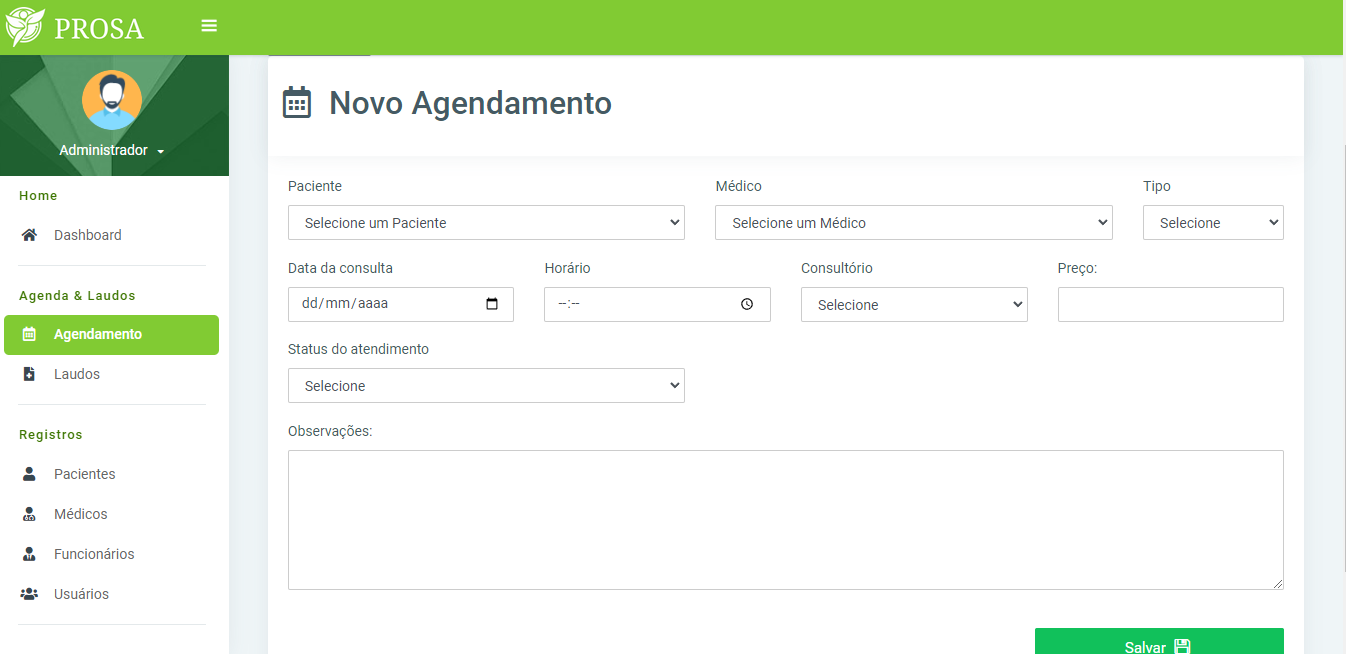 PROSA
Administrador
Home
Dashboard
Agenda & Laudos
Agendamento
Laudos
Registros
Pacientes
Médicos
Funcionários
Usuários
Novo Agendamento
Paciente Médico Tipo
Selecione um Paciente Selecione um Médico Selecione
Data da consulta Horário Consultório Preço:
dd/mm/aaaa --:-- Selecione
Status do atendimento
Selecione
Observações:
Salvar